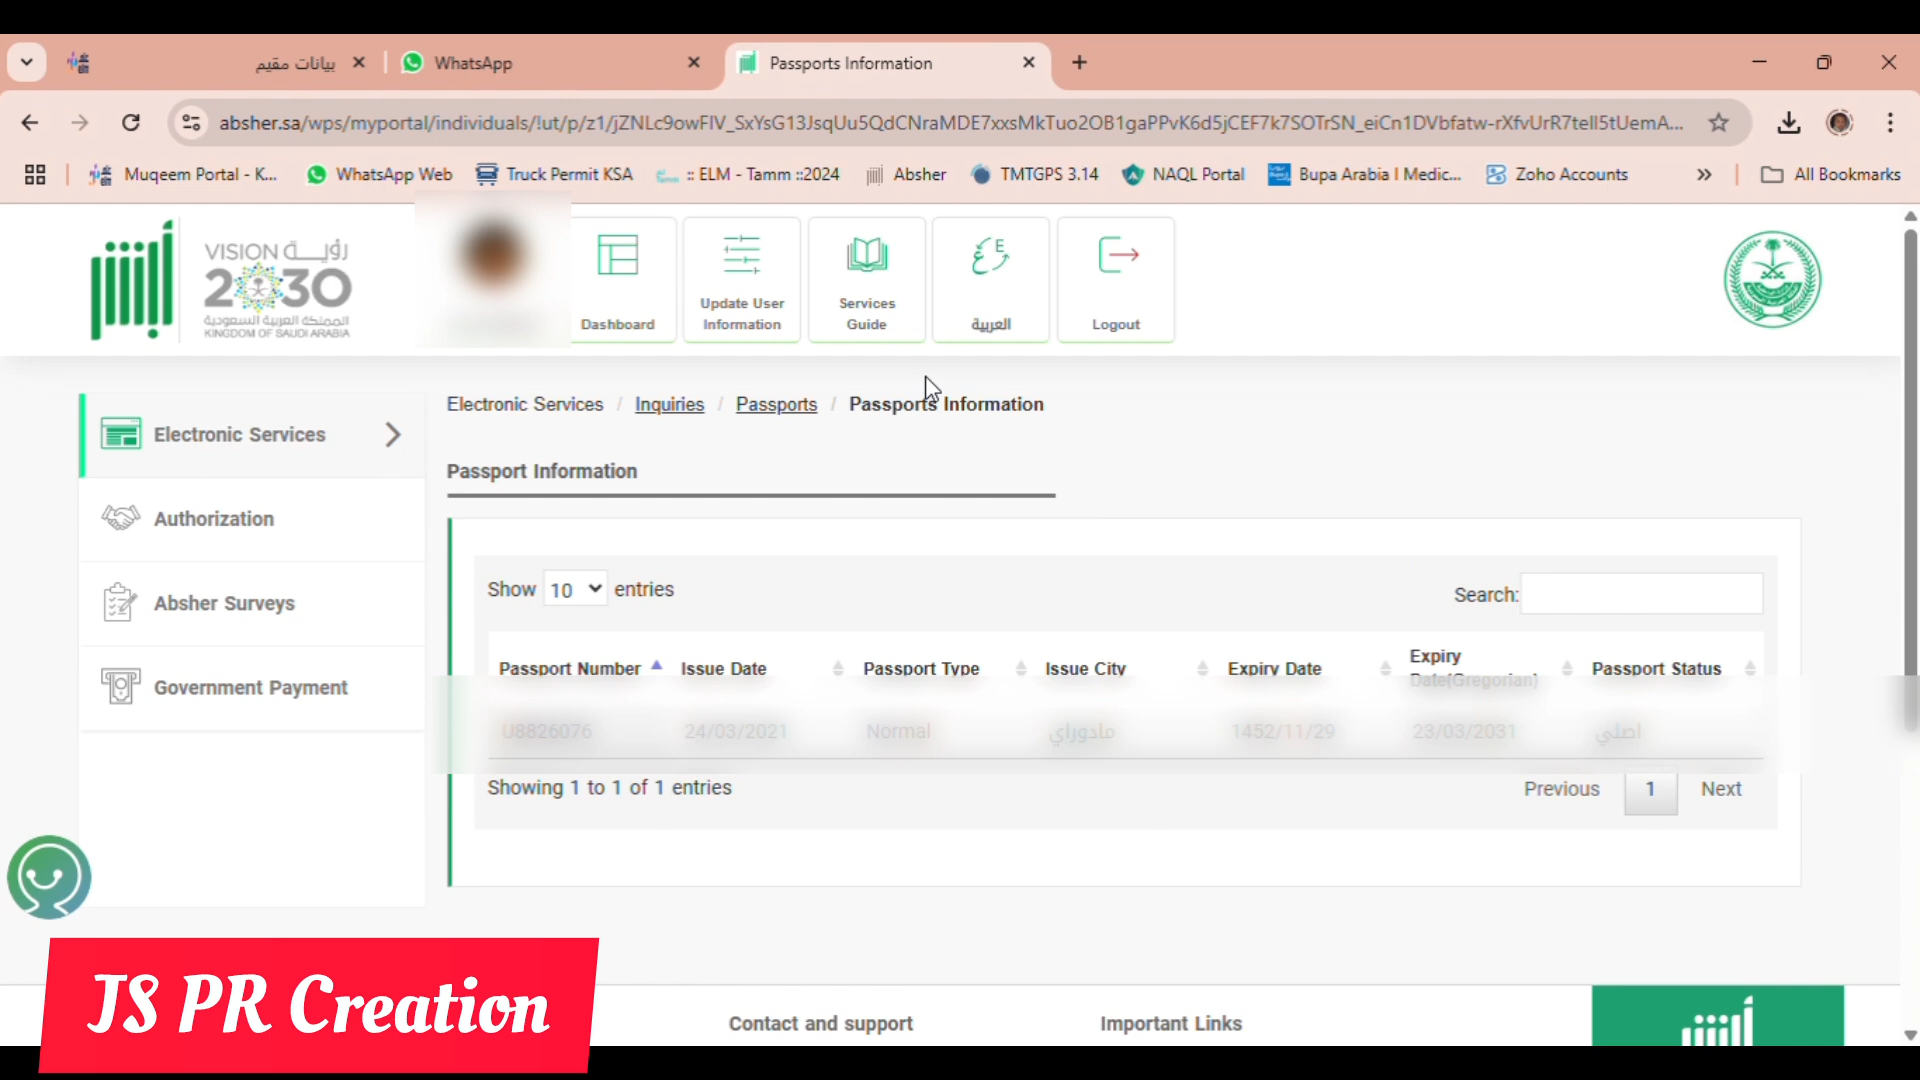 بيانات مقيم
WhatsApp
Passports Information
absher.sa/wps/myportal/individuals/!ut/p/z1/jZNLc9owFIV_SxYsG13JsqUu5QdCNraMDE7xxsMkTuo2OB1gaPPvK6d5jCEF7k7SOTrSN_eiCn1DVbfatw-rXfvUrR7tell5tUemA...
Muqeem Portal - K...
WhatsApp Web
Truck Permit KSA
:: ELM - Tamm ::2024
Absher
TMTGPS 3.14
NAQL Portal
Bupa Arabia I Medic...
Zoho Accounts
»
All Bookmarks
VISION رؤية
2030
المملكة العربية السعودية
KINGDOM OF SAUDI ARABIA
Dashboard
Update User
Information
Services
Guide
العربية
Logout
Electronic Services / Inquiries / Passports / Passports Information
Electronic Services
Authorization
Absher Surveys
Government Payment
Passport Information
Show 10 entries
Search:
Passport Number
Issue Date
Passport Type
Issue City
Expiry Date
Expiry
Date(Gregorian)
Passport Status
Normal
مادوراي
اصلي
Showing 1 to 1 of 1 entries
Previous 1 Next
JS PR Creation
Contact and support
Important Links